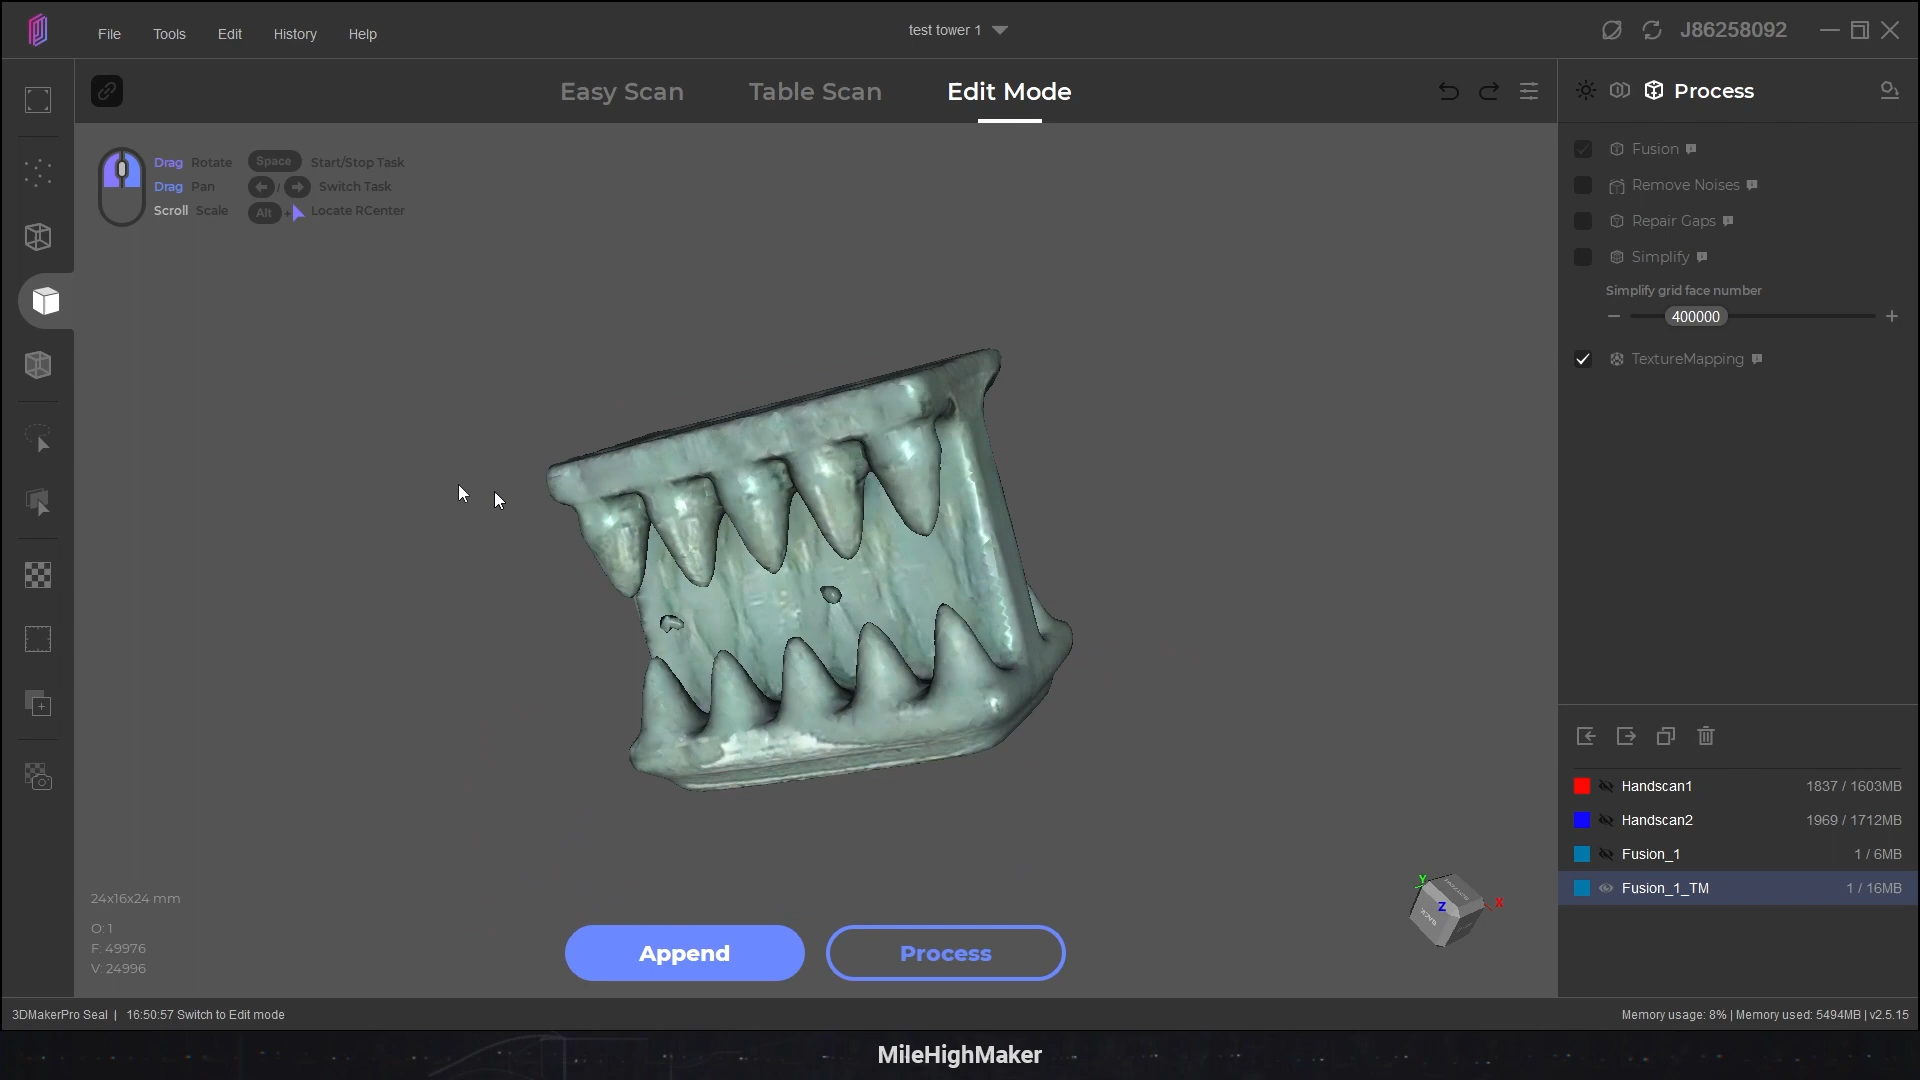 File Tools Edit History Help
test tower 1
J86258092
Easy Scan Table Scan Edit Mode
Process
Drag Rotate Space Start/Stop Task
Drag Pan / Switch Task
Scroll Scale Alt + Locate RCenter
Fusion
Remove Noises
Repair Gaps
Simplify
Simplify grid face number
− 400000 +
TextureMapping
Handscan1 1837 / 1603MB
Handscan2 1969 / 1712MB
Fusion_1 1 / 6MB
Fusion_1_TM 1 / 16MB
24x16x24 mm
O: 1
F: 49976
V: 24996
Y
Z
X
BACK
Append Process
3DMakerPro Seal | 16:50:57 Switch to Edit mode
Memory usage: 8% | Memory used: 5494MB | v2.5.15
MileHighMaker